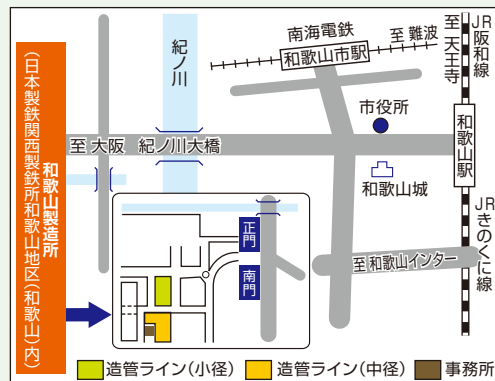 和歌山製造所
(日本製鉄関西製鉄所和歌山地区(和歌山)内)
紀ノ川
南海電鉄
至 難波
和歌山市駅
至 天王寺
JR阪和線
市役所
和歌山駅
至 大阪
紀ノ川大橋
和歌山城
JRきのくに線
正門
南門
至 和歌山インター
造管ライン(小径)
造管ライン(中径)
事務所